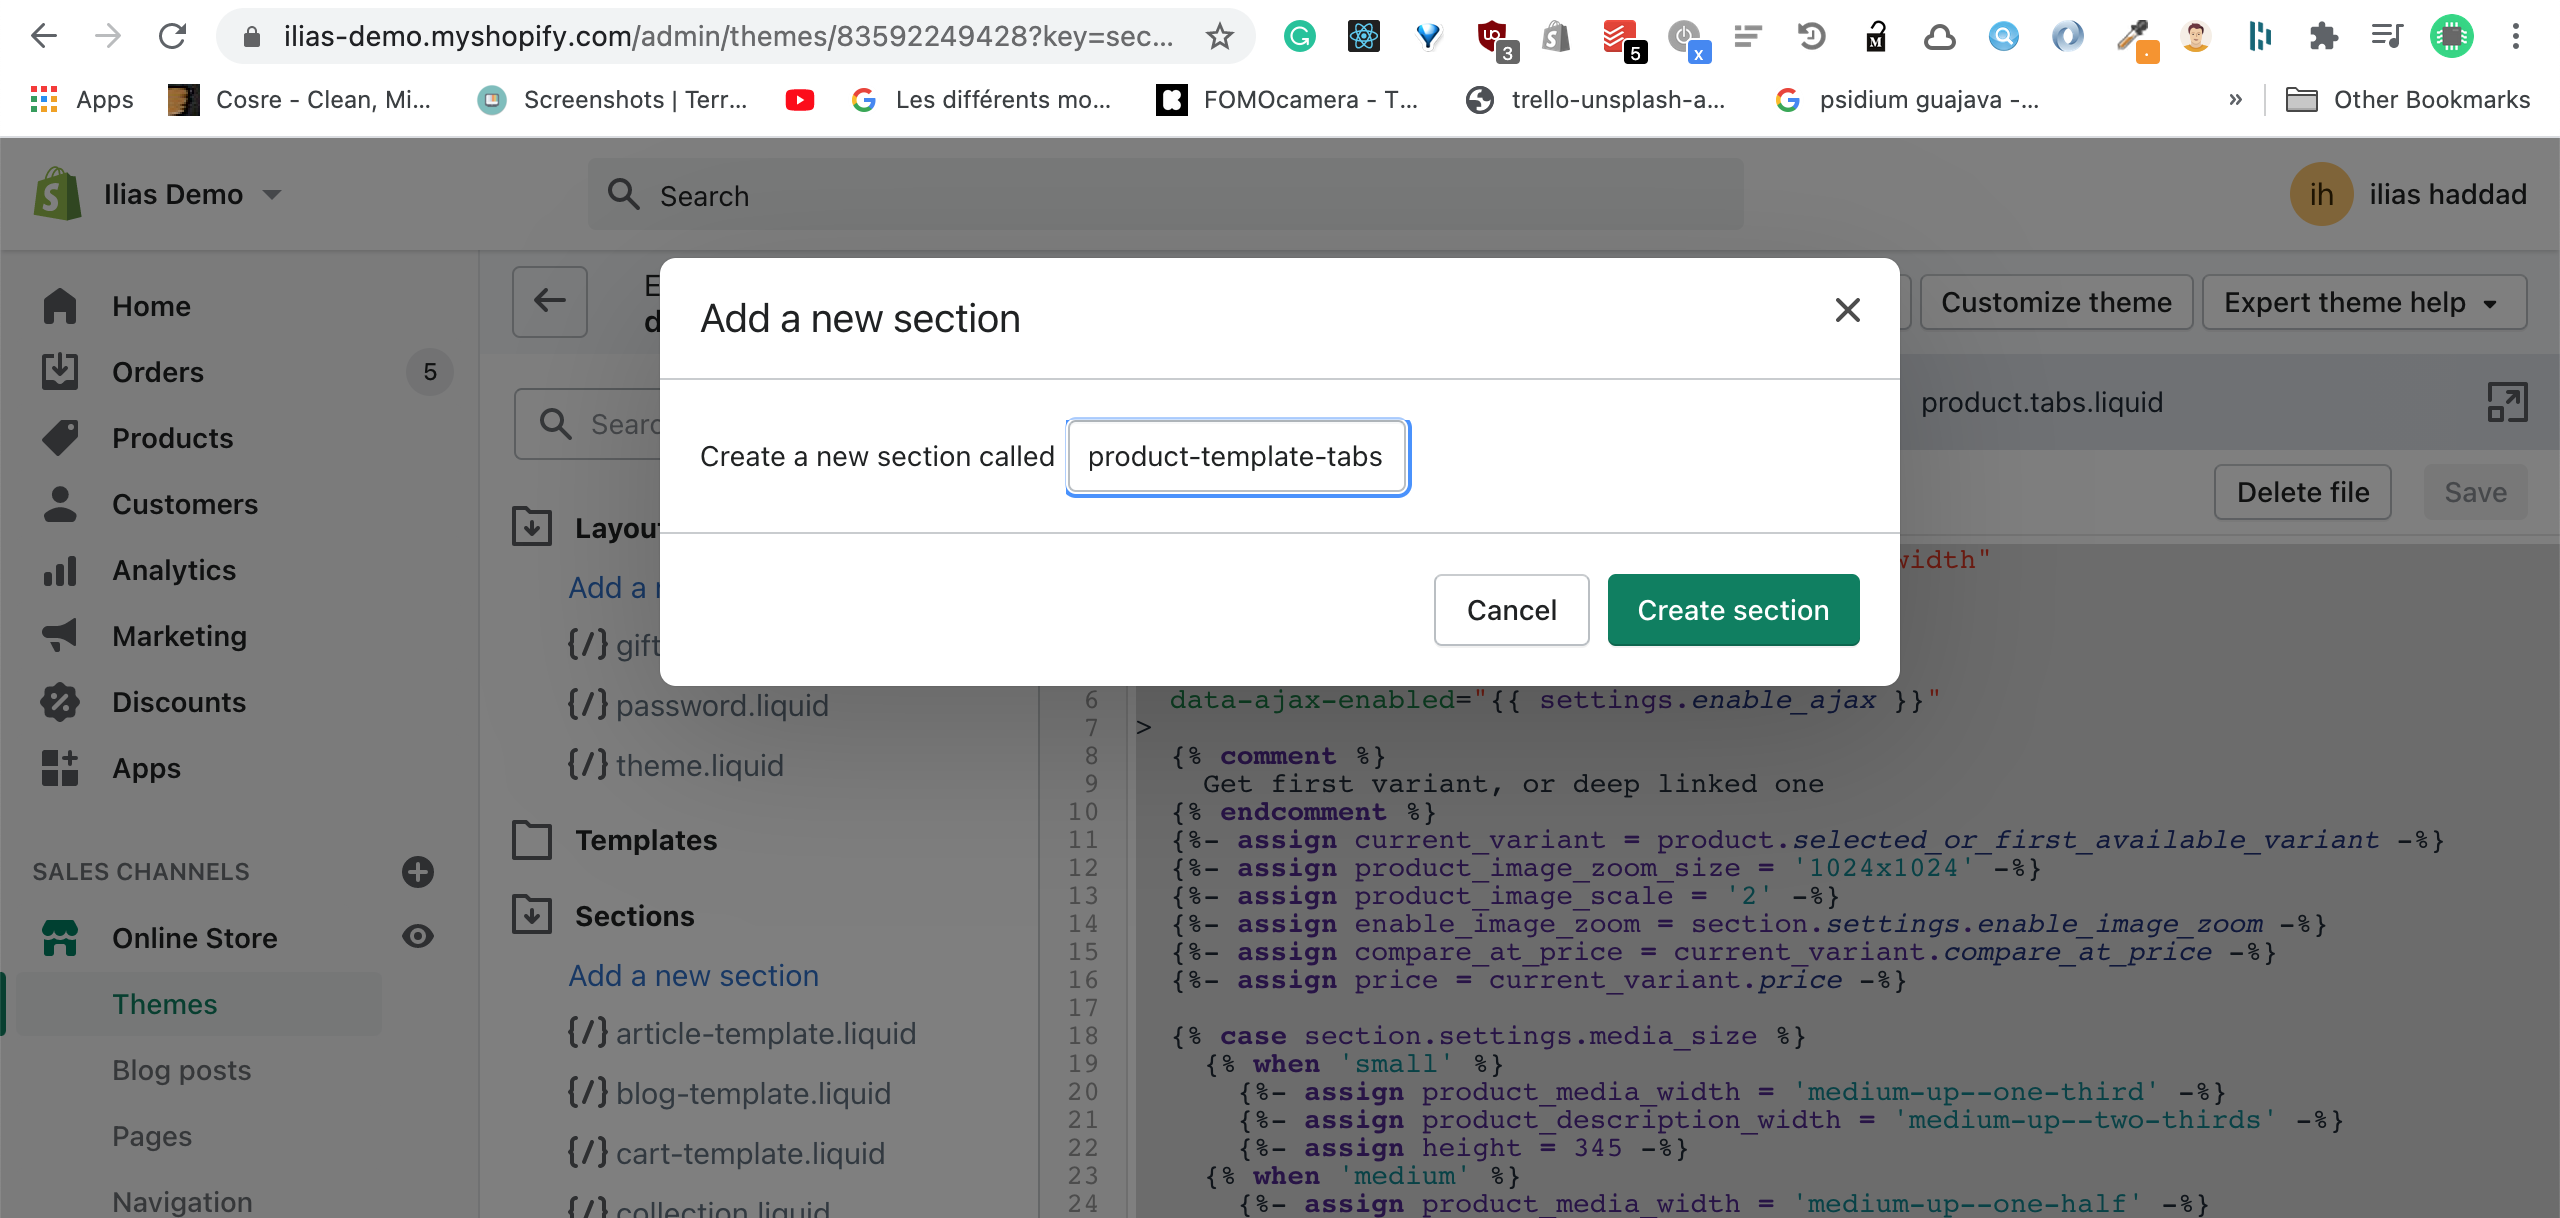 ilias-demo.myshopify.com/admin/themes/83592249428?key=sec...
3
5
x
Apps
Cosre - Clean, Mi...
Screenshots | Terr...
Les différents mo...
FOMOcamera - T...
trello-unsplash-a...
psidium guajava -...
»
Other Bookmarks
Ilias Demo
Search
ih
ilias haddad
Home
Orders
5
Products
Customers
Analytics
Marketing
Discounts
Apps
SALES CHANNELS
Online Store
Themes
Blog posts
Pages
Navigation
Customize theme
Expert theme help
product.tabs.liquid
Delete file
Save
Add a new section
Create a new section called
product-template-tabs
Cancel
Create section
Templates
{/} password.liquid
{/} theme.liquid
Sections
Add a new section
{/} article-template.liquid
{/} blog-template.liquid
{/} cart-template.liquid
{/} collection.liquid
6 data-ajax-enabled="{{ settings.enable_ajax }}"
7 >
8 {% comment %}
9 Get first variant, or deep linked one
10 {% endcomment %}
11 {%- assign current_variant = product.selected_or_first_available_variant -%}
12 {%- assign product_image_zoom_size = '1024x1024' -%}
13 {%- assign product_image_scale = '2' -%}
14 {%- assign enable_image_zoom = section.settings.enable_image_zoom -%}
15 {%- assign compare_at_price = current_variant.compare_at_price -%}
16 {%- assign price = current_variant.price -%}
17
18 {% case section.settings.media_size %}
19 {% when 'small' %}
20 {%- assign product_media_width = 'medium-up--one-third' -%}
21 {%- assign product_description_width = 'medium-up--two-thirds' -%}
22 {%- assign height = 345 -%}
23 {% when 'medium' %}
24 {%- assign product_media_width = 'medium-up--one-half' -%}